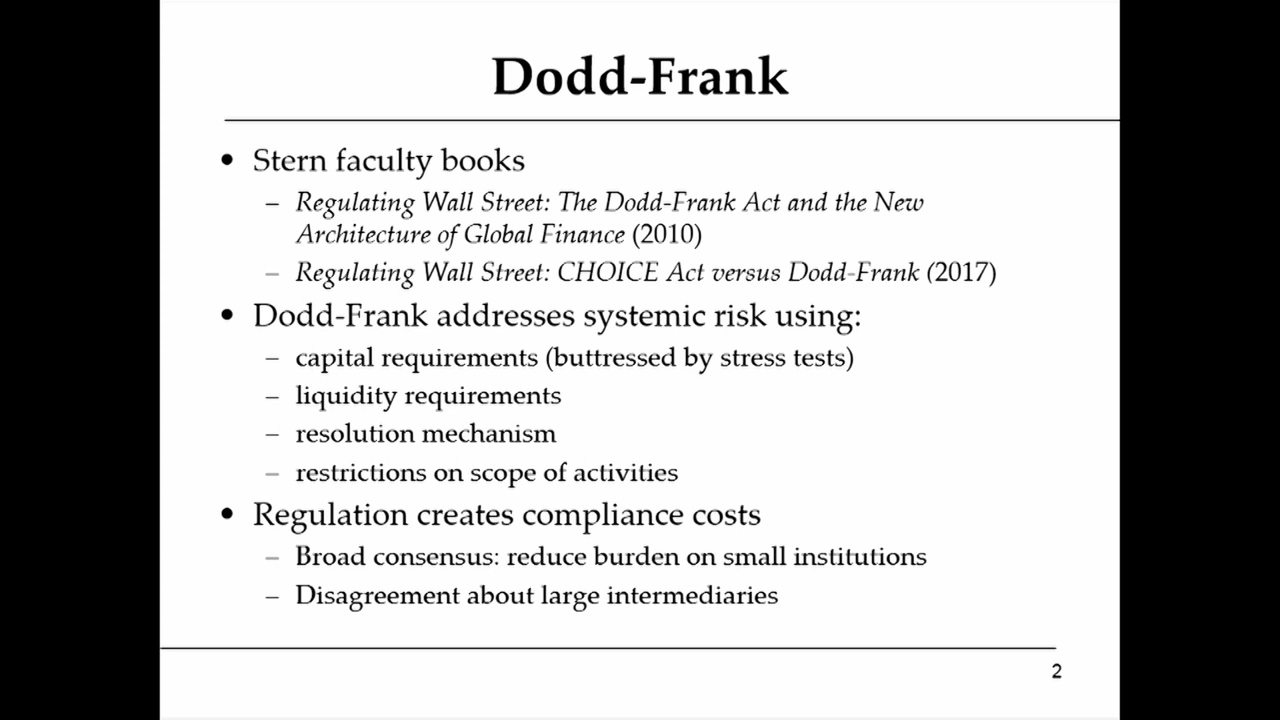 Dodd-Frank
• Stern faculty books
– Regulating Wall Street: The Dodd-Frank Act and the New
Architecture of Global Finance (2010)
– Regulating Wall Street: CHOICE Act versus Dodd-Frank (2017)
• Dodd-Frank addresses systemic risk using:
– capital requirements (buttressed by stress tests)
– liquidity requirements
– resolution mechanism
– restrictions on scope of activities
• Regulation creates compliance costs
– Broad consensus: reduce burden on small institutions
– Disagreement about large intermediaries
2